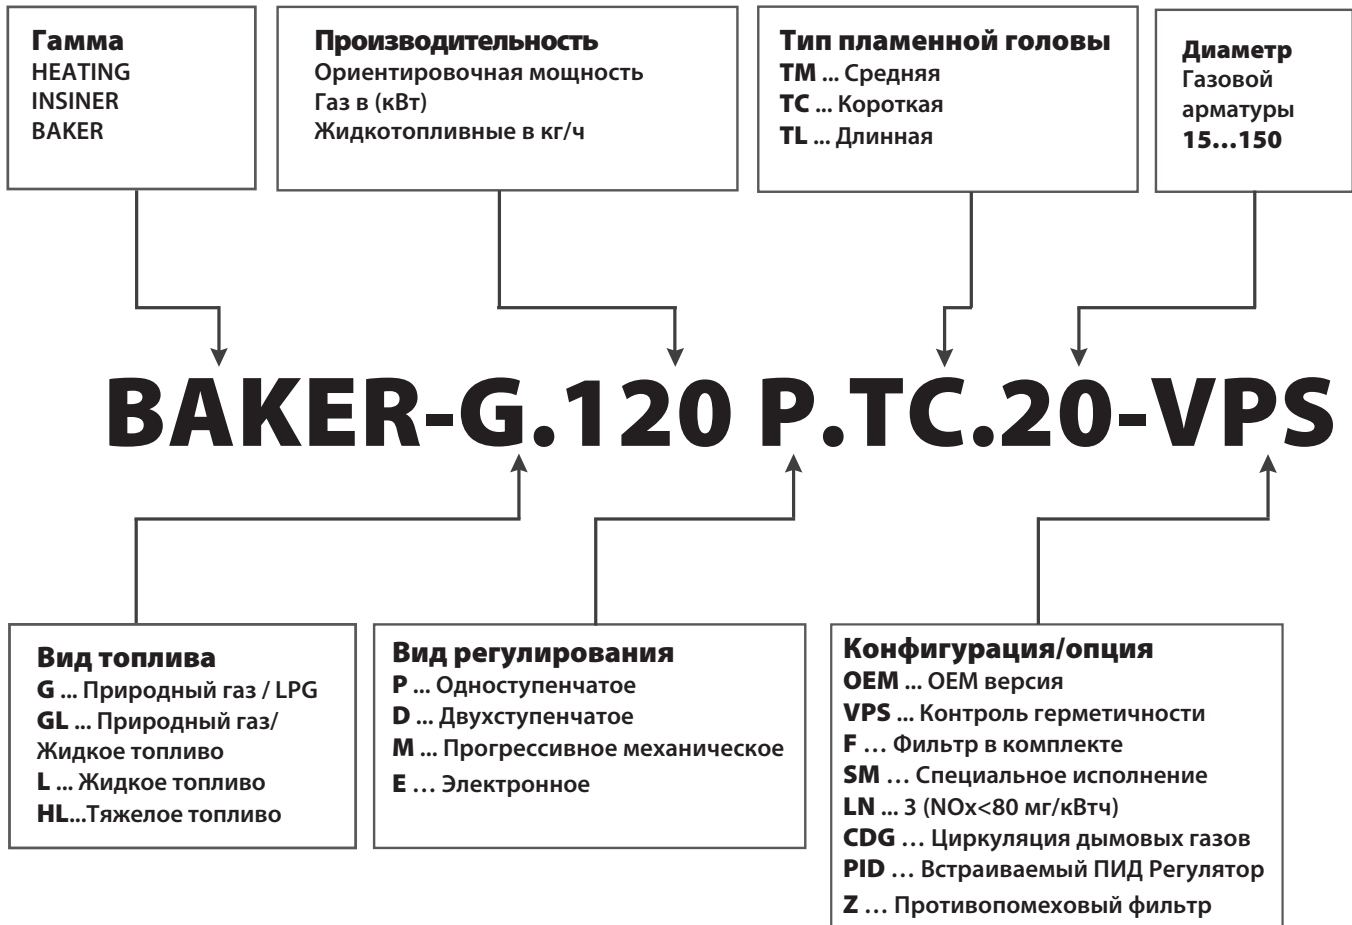 Гамма
HEATING
INSINER
BAKER
Производительность
Ориентировочная мощность
Газ в (кВт)
Жидкотопливные в кг/ч
Тип пламенной головы
TM ... Средняя
TC ... Короткая
TL ... Длинная
Диаметр
Газовой
арматуры
15...150
BAKER-G.120 P.TC.20-VPS
Вид топлива
G ... Природный газ / LPG
GL ... Природный газ/
Жидкое топливо
L ... Жидкое топливо
HL...Тяжелое топливо
Вид регулирования
P ... Одноступенчатое
D ... Двухступенчатое
M ... Прогрессивное механическое
E ... Электронное
Конфигурация/опция
OEM ... ОЕМ версия
VPS ... Контроль герметичности
F ... Фильтр в комплекте
SM ... Специальное исполнение
LN ... 3 (NOx<80 мг/кВтч)
CDG ... Циркуляция дымовых газов
PID ... Встраиваемый ПИД Регулятор
Z ... Противопомеховый фильтр